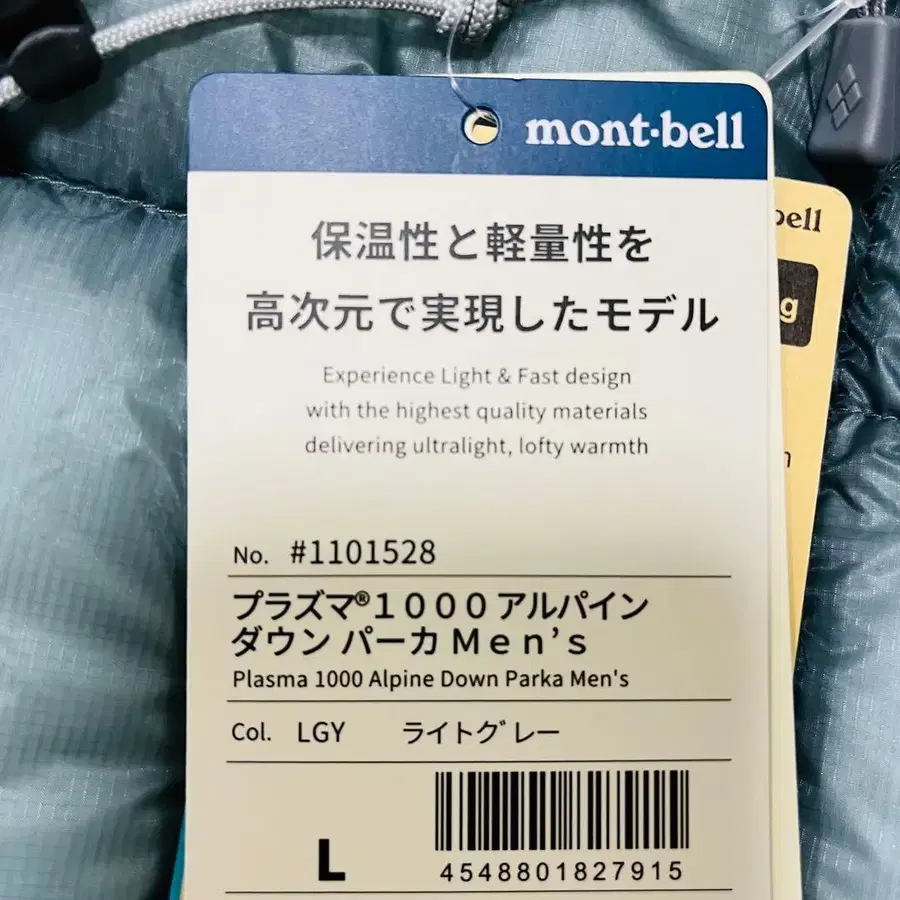 mont·bell
保温性と軽量性を
高次元で実現したモデル
Experience Light & Fast design
with the highest quality materials
delivering ultralight, lofty warmth
No. #1101528
プラズマ®１０００アルパイン
ダウン パーカ Ｍｅｎ’ｓ
Plasma 1000 Alpine Down Parka Men's
Col. LGY ライトグレー
L
4548801827915